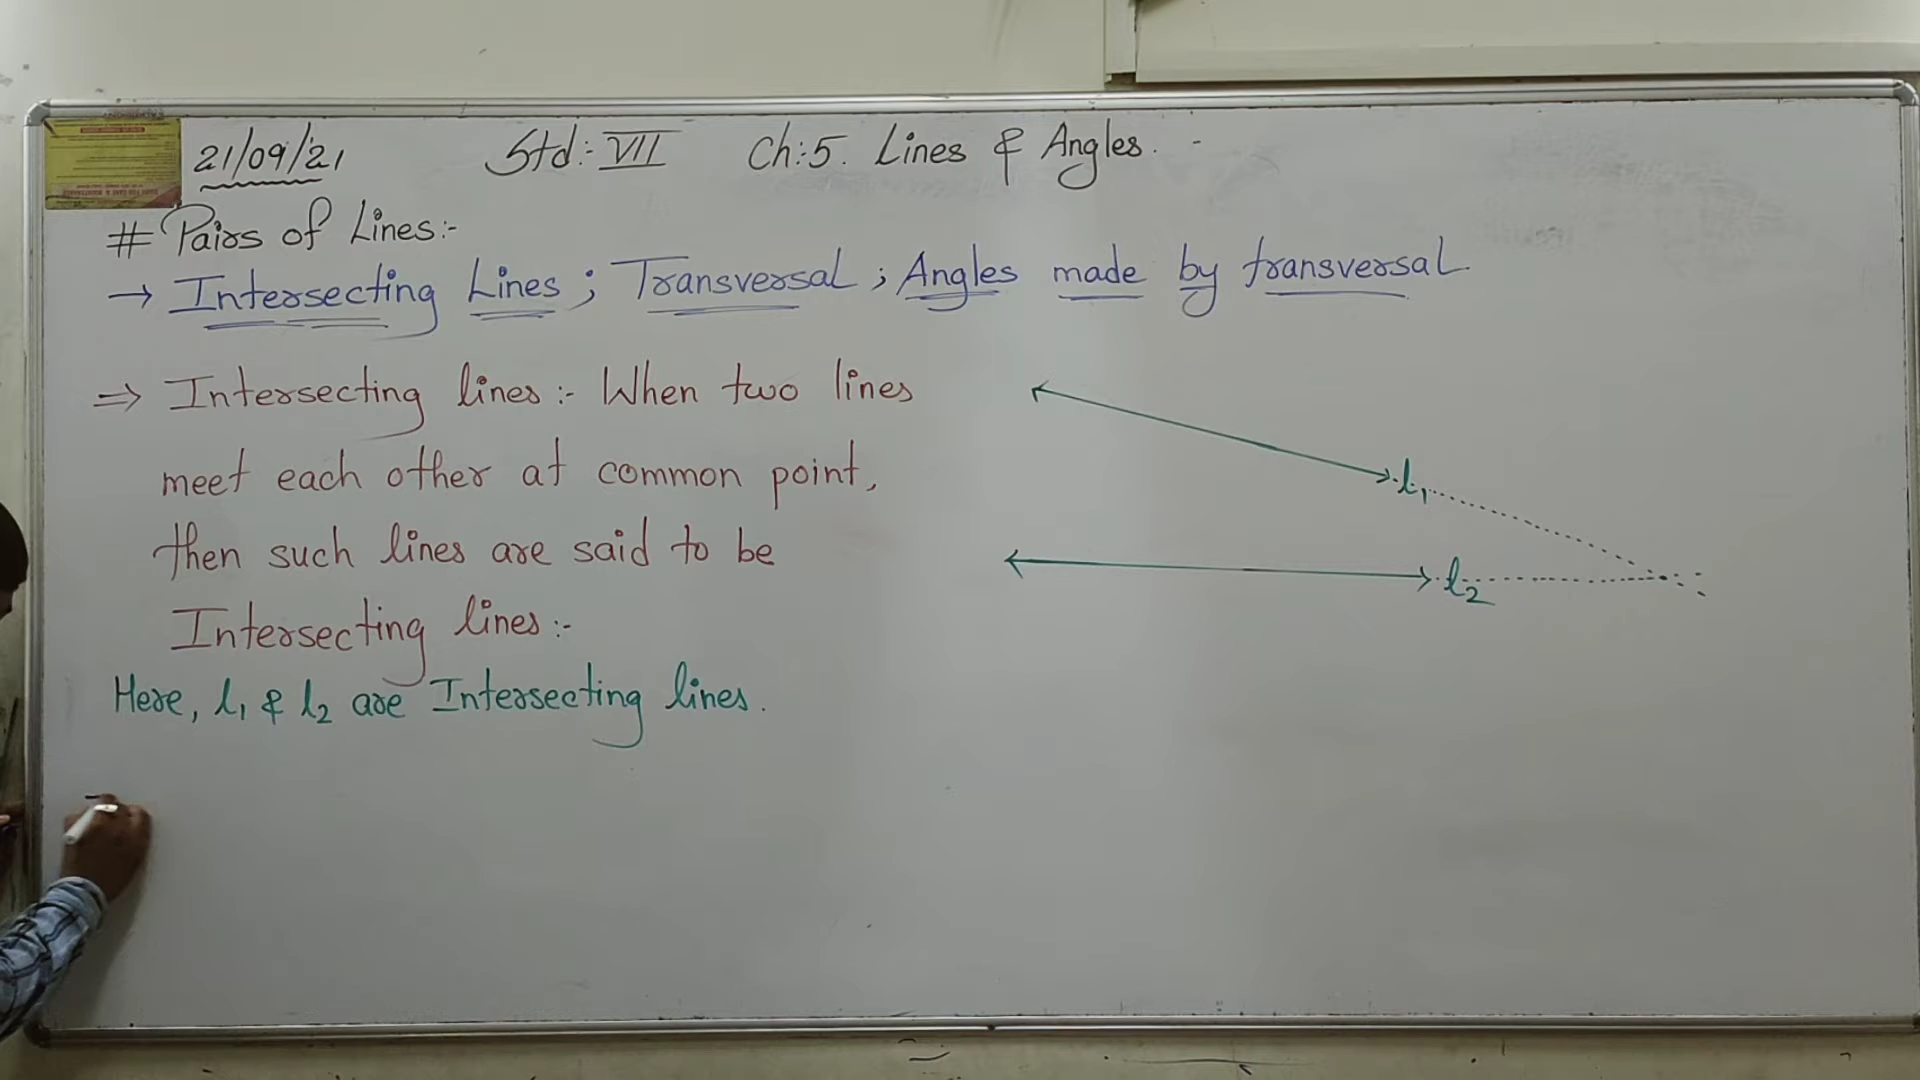 21/09/21 Std:- VII Ch:5. Lines & Angles.
# Pairs of Lines:-
→ Intersecting Lines ; Transversal ; Angles made by transversal.
⇒ Intersecting lines :- When two lines
meet each other at common point,
then such lines are said to be
Intersecting lines :-
Here, l₁ & l₂ are Intersecting lines.
l₁
l₂